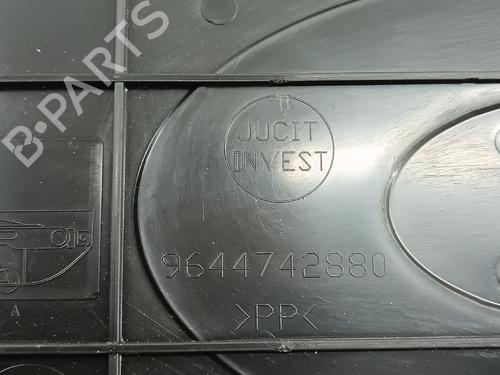 B-PARTS
JUCIT
INVEST
9644742880
>PP<
A